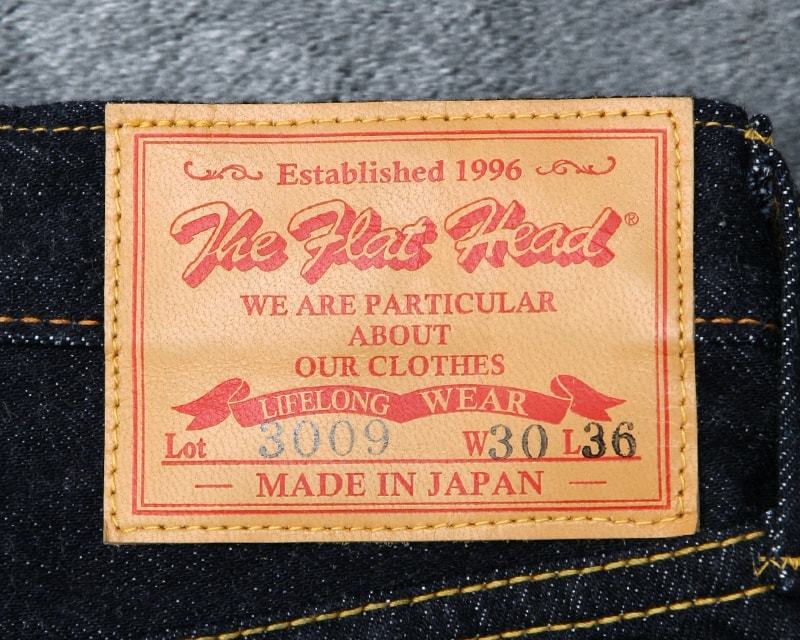 Established 1996
The Flat Head®
WE ARE PARTICULAR
ABOUT
OUR CLOTHES
LIFELONG WEAR
Lot 3009 W30 L36
— MADE IN JAPAN —